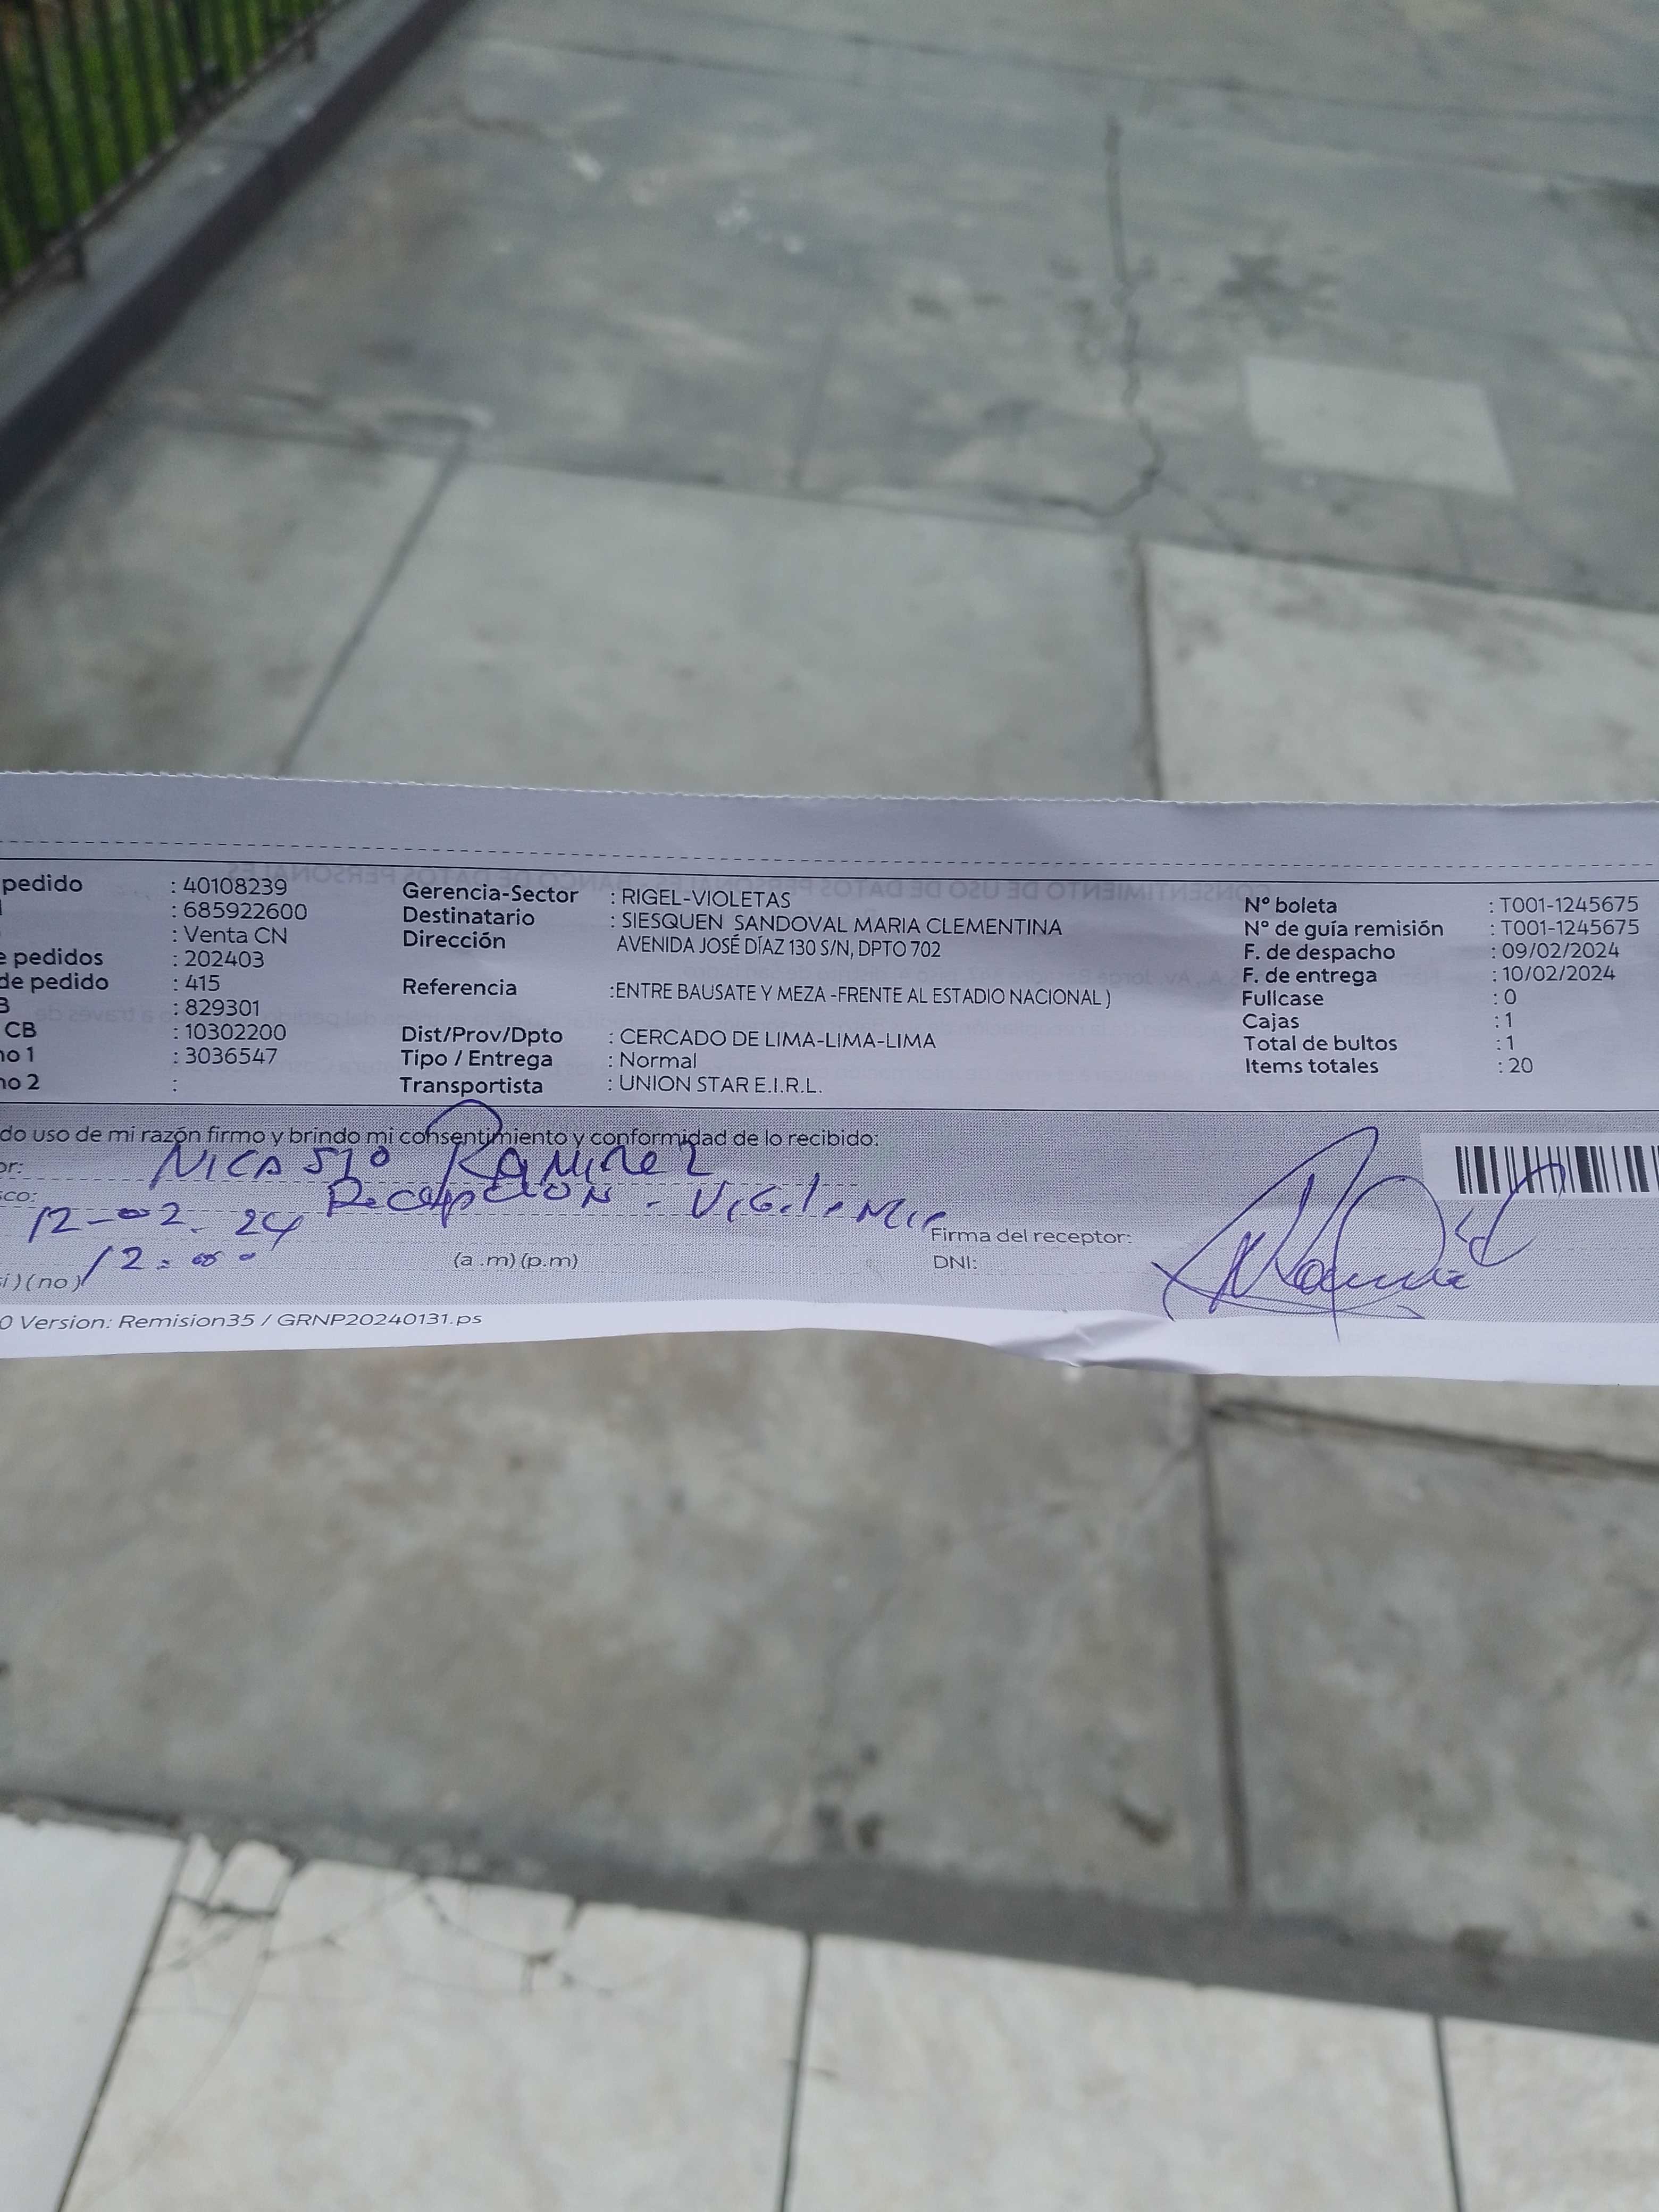 pedido : 40108239
: 685922600
: Venta CN
e pedidos : 202403
de pedido : 415
B : 829301
CB : 10302200
no 1 : 3036547
no 2 :
Gerencia-Sector : RIGEL-VIOLETAS
Destinatario : SIESQUEN SANDOVAL MARIA CLEMENTINA
Dirección AVENIDA JOSÉ DÍAZ 130 S/N, DPTO 702
Referencia :ENTRE BAUSATE Y MEZA -FRENTE AL ESTADIO NACIONAL )
Dist/Prov/Dpto : CERCADO DE LIMA-LIMA-LIMA
Tipo / Entrega : Normal
Transportista : UNION STAR E.I.R.L.
Nº boleta : T001-1245675
Nº de guía remisión : T001-1245675
F. de despacho : 09/02/2024
F. de entrega : 10/02/2024
Fullcase : 0
Cajas : 1
Total de bultos : 1
Items totales : 20
do uso de mi razón firmo y brindo mi consentimiento y conformidad de lo recibido:
or: NICASIO RAMIREZ
sco: Recepción - Vigilancia
12-02-24
12:00 (a .m) (p.m)
si ) ( no )
Firma del receptor:
DNI:
0 Version: Remision35 / GRNP20240131.ps